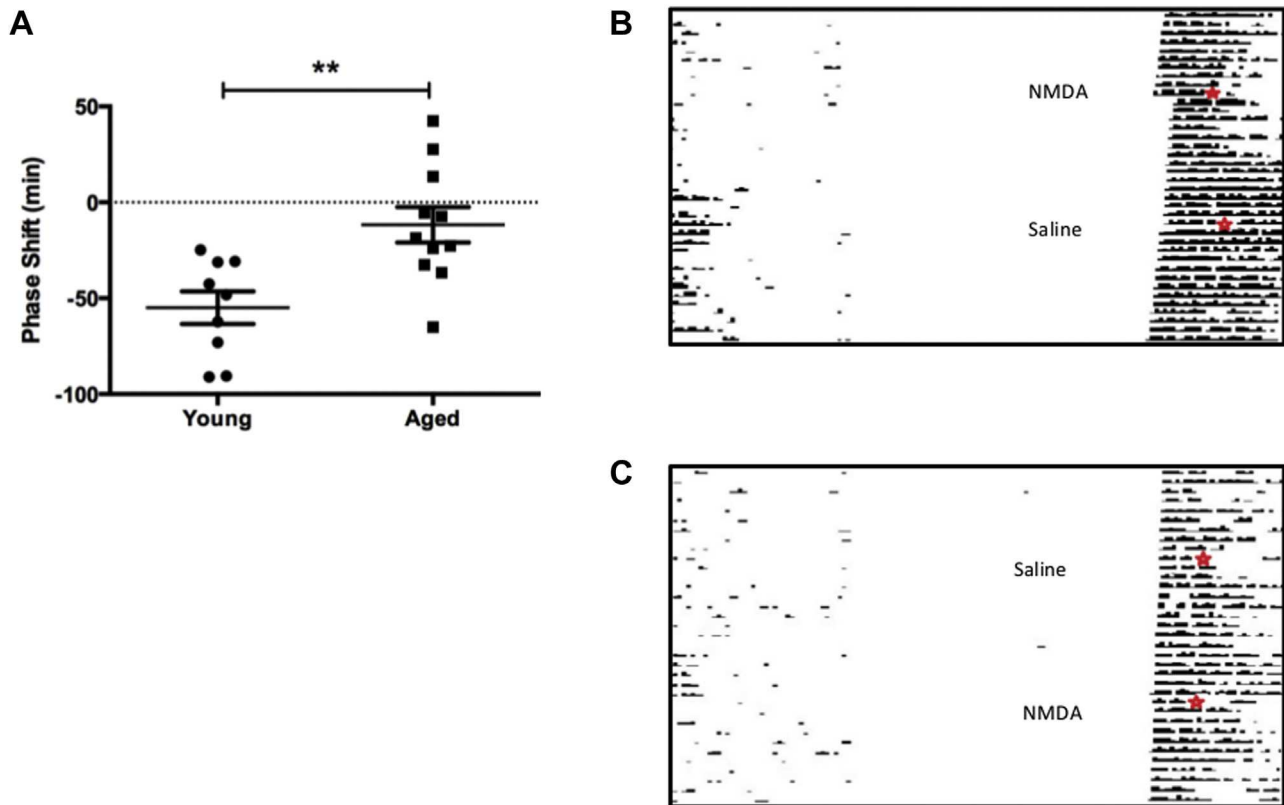 A
**
50
0
-50
-100
Phase Shift (min)
Young
Aged
B
NMDA
Saline
C
Saline
NMDA